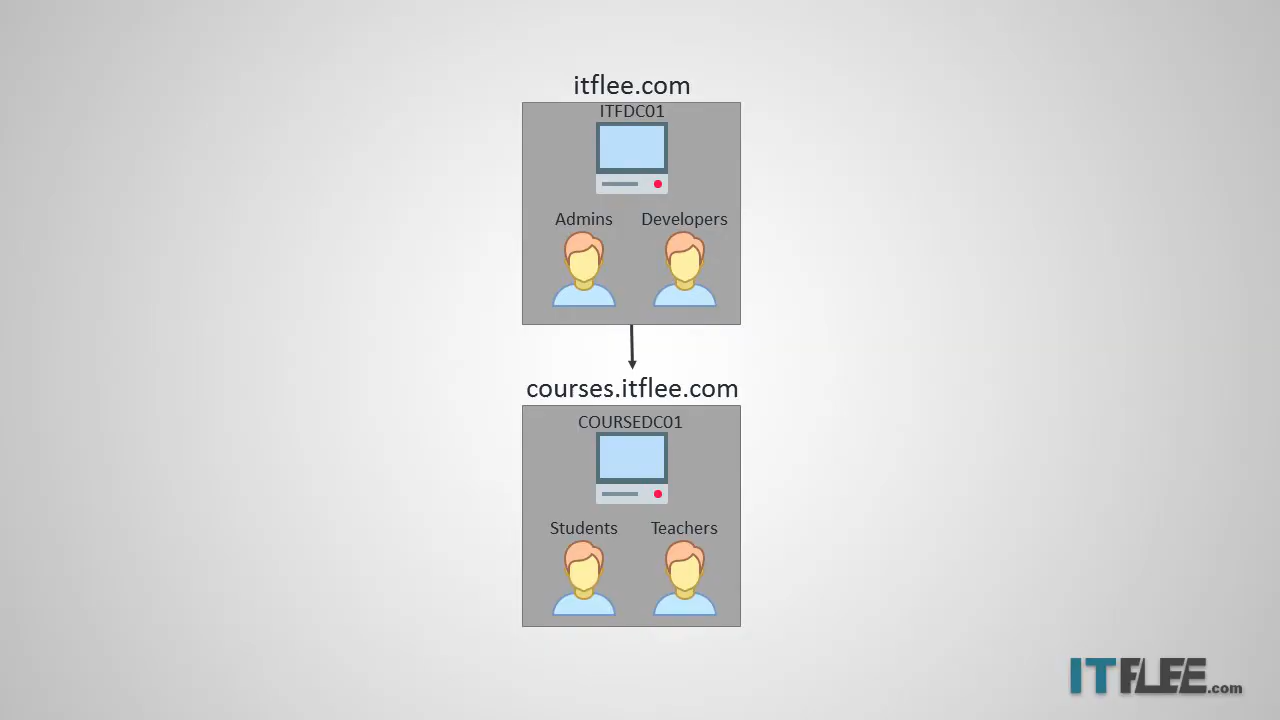 itflee.com
ITFDC01
Admins Developers
courses.itflee.com
COURSEDC01
Students Teachers
ITFLEE.com